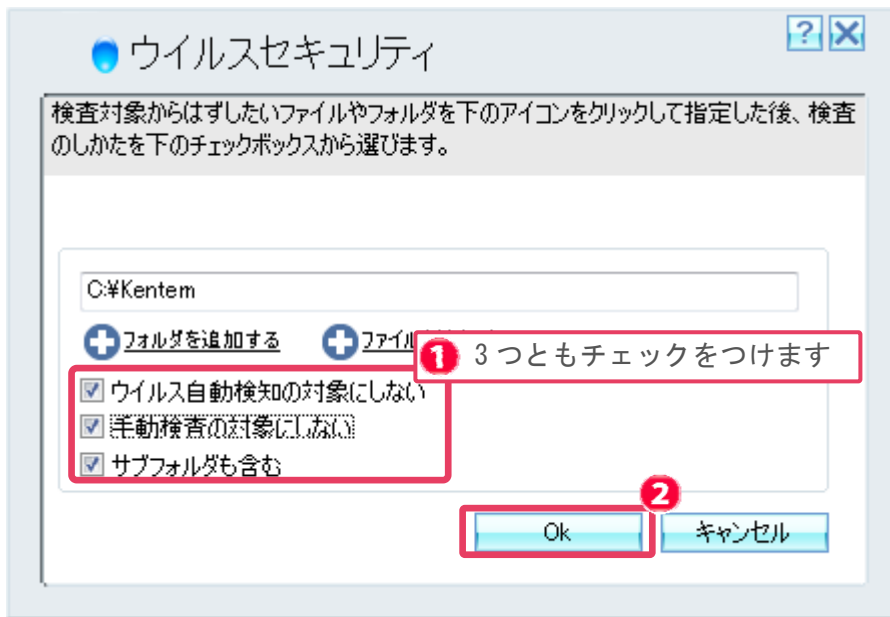 ウイルスセキュリティ
検査対象からはずしたいファイルやフォルダを下のアイコンをクリックして指定した後、検査
のしかたを下のチェックボックスから選びます。
C:¥Kentem
フォルダを追加する ファイル
1 3つともチェックをつけます
ウイルス自動検知の対象にしない
手動検査の対象にしない
サブフォルダも含む
2
Ok キャンセル